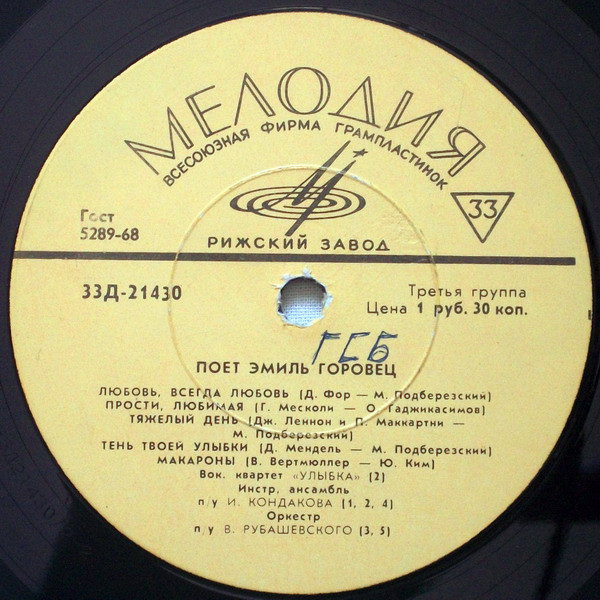 МЕЛОДИЯ
ВСЕСОЮЗНАЯ ФИРМА ГРАМПЛАСТИНОК
33
Гост
5289-68
РИЖСКИЙ ЗАВОД
33Д-21430
Третья группа
Цена 1 руб. 30 коп.
ГСБ
ПОЕТ ЭМИЛЬ ГОРОВЕЦ
ЛЮБОВЬ, ВСЕГДА ЛЮБОВЬ (Д. Фор — М. Подберезский)
ПРОСТИ, ЛЮБИМАЯ (Г. Месколи — О. Гаджикасимов)
ТЯЖЕЛЫЙ ДЕНЬ (Дж. Леннон и П. Маккартни —
М. Подберезский)
ТЕНЬ ТВОЕЙ УЛЫБКИ (Д. Мендель — М. Подберезский)
МАКАРОНЫ (В. Вертмюллер — Ю. Ким)
Вок. квартет «УЛЫБКА» (2)
Инстр. ансамбль
п/у И. КОНДАКОВА (1, 2, 4)
Оркестр
п/у В. РУБАШЕВСКОГО (3, 5)